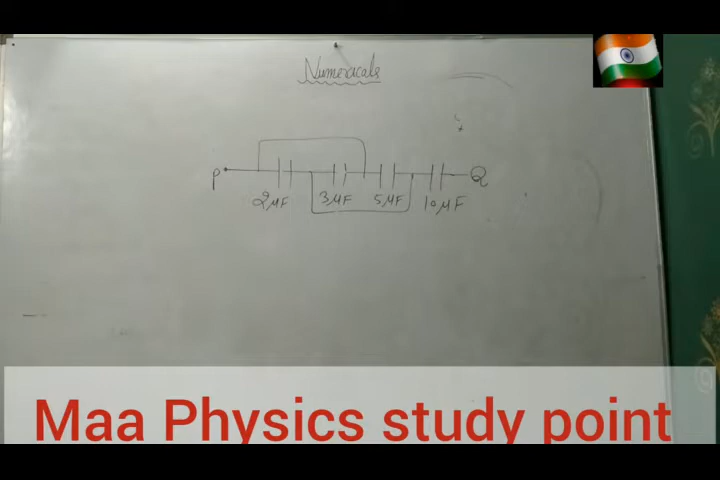 Numericals
P Q
2μF 3μF 5μF 10μF
Maa Physics study point